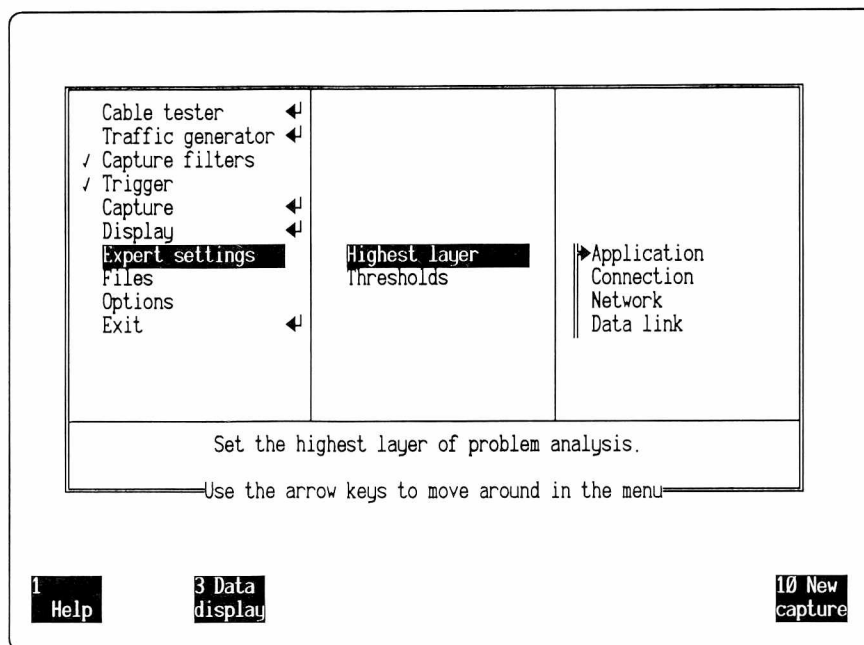 Cable tester
Traffic generator
√ Capture filters
√ Trigger
Capture
Display
Expert settings
Files
Options
Exit
Highest layer
Thresholds
Application
Connection
Network
Data link
Set the highest layer of problem analysis.
Use the arrow keys to move around in the menu
1
Help
3 Data
display
10 New
capture